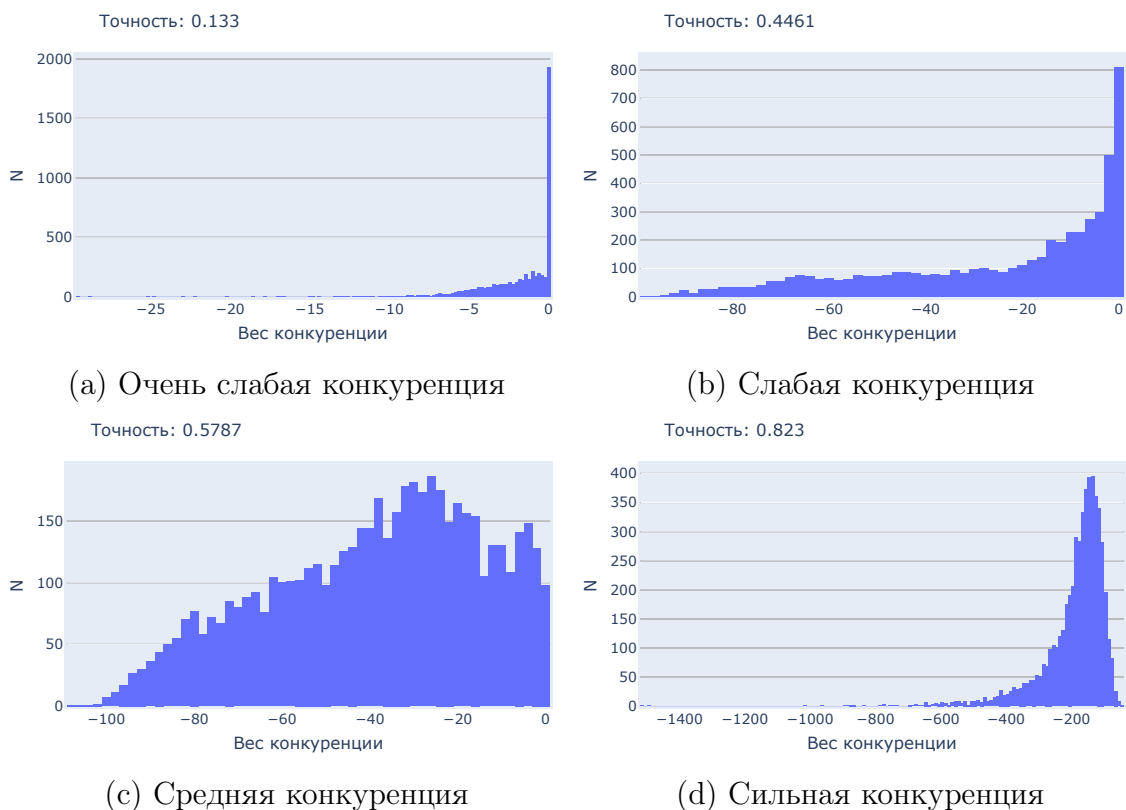 Точность: 0.133
2000
1500
1000
500
0
N
−25 −20 −15 −10 −5 0
Вес конкуренции
(a) Очень слабая конкуренция
Точность: 0.4461
800
700
600
500
400
300
200
100
0
N
−80 −60 −40 −20 0
Вес конкуренции
(b) Слабая конкуренция
Точность: 0.5787
150
100
50
0
N
−100 −80 −60 −40 −20 0
Вес конкуренции
(c) Средняя конкуренция
Точность: 0.823
400
350
300
250
200
150
100
50
0
N
−1400 −1200 −1000 −800 −600 −400 −200
Вес конкуренции
(d) Сильная конкуренция